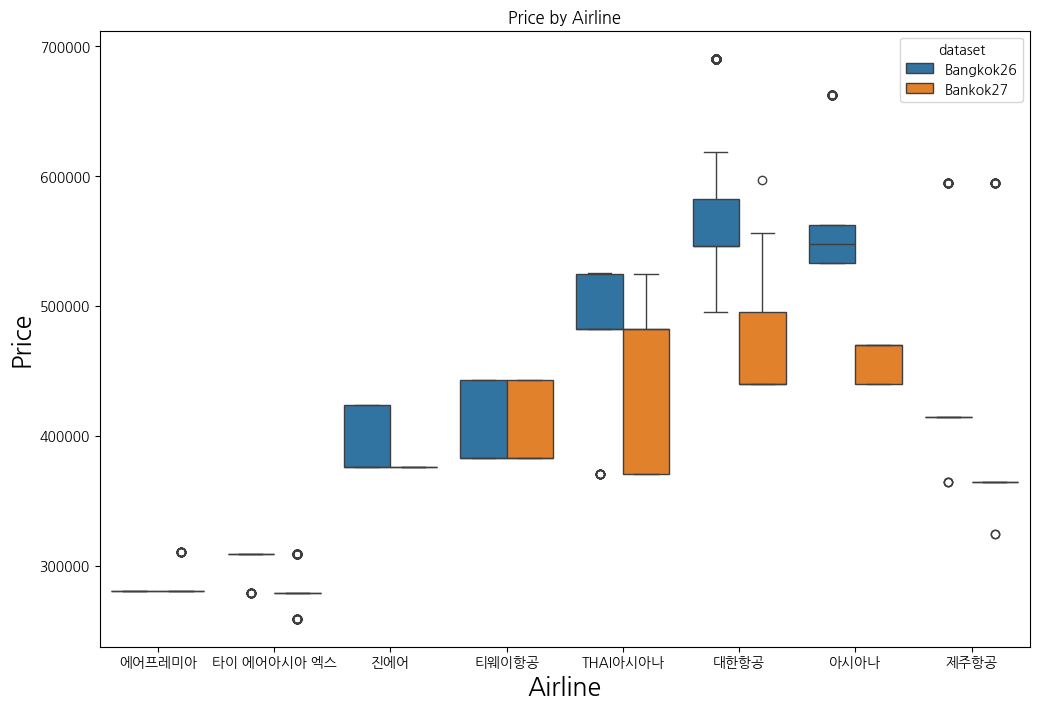 Price by Airline
dataset
Bangkok26
Bankok27
Price
700000
600000
500000
400000
300000
에어프레미아 타이 에어아시아 엑스 진에어 티웨이항공 THAI아시아나 대한항공 아시아나 제주항공
Airline